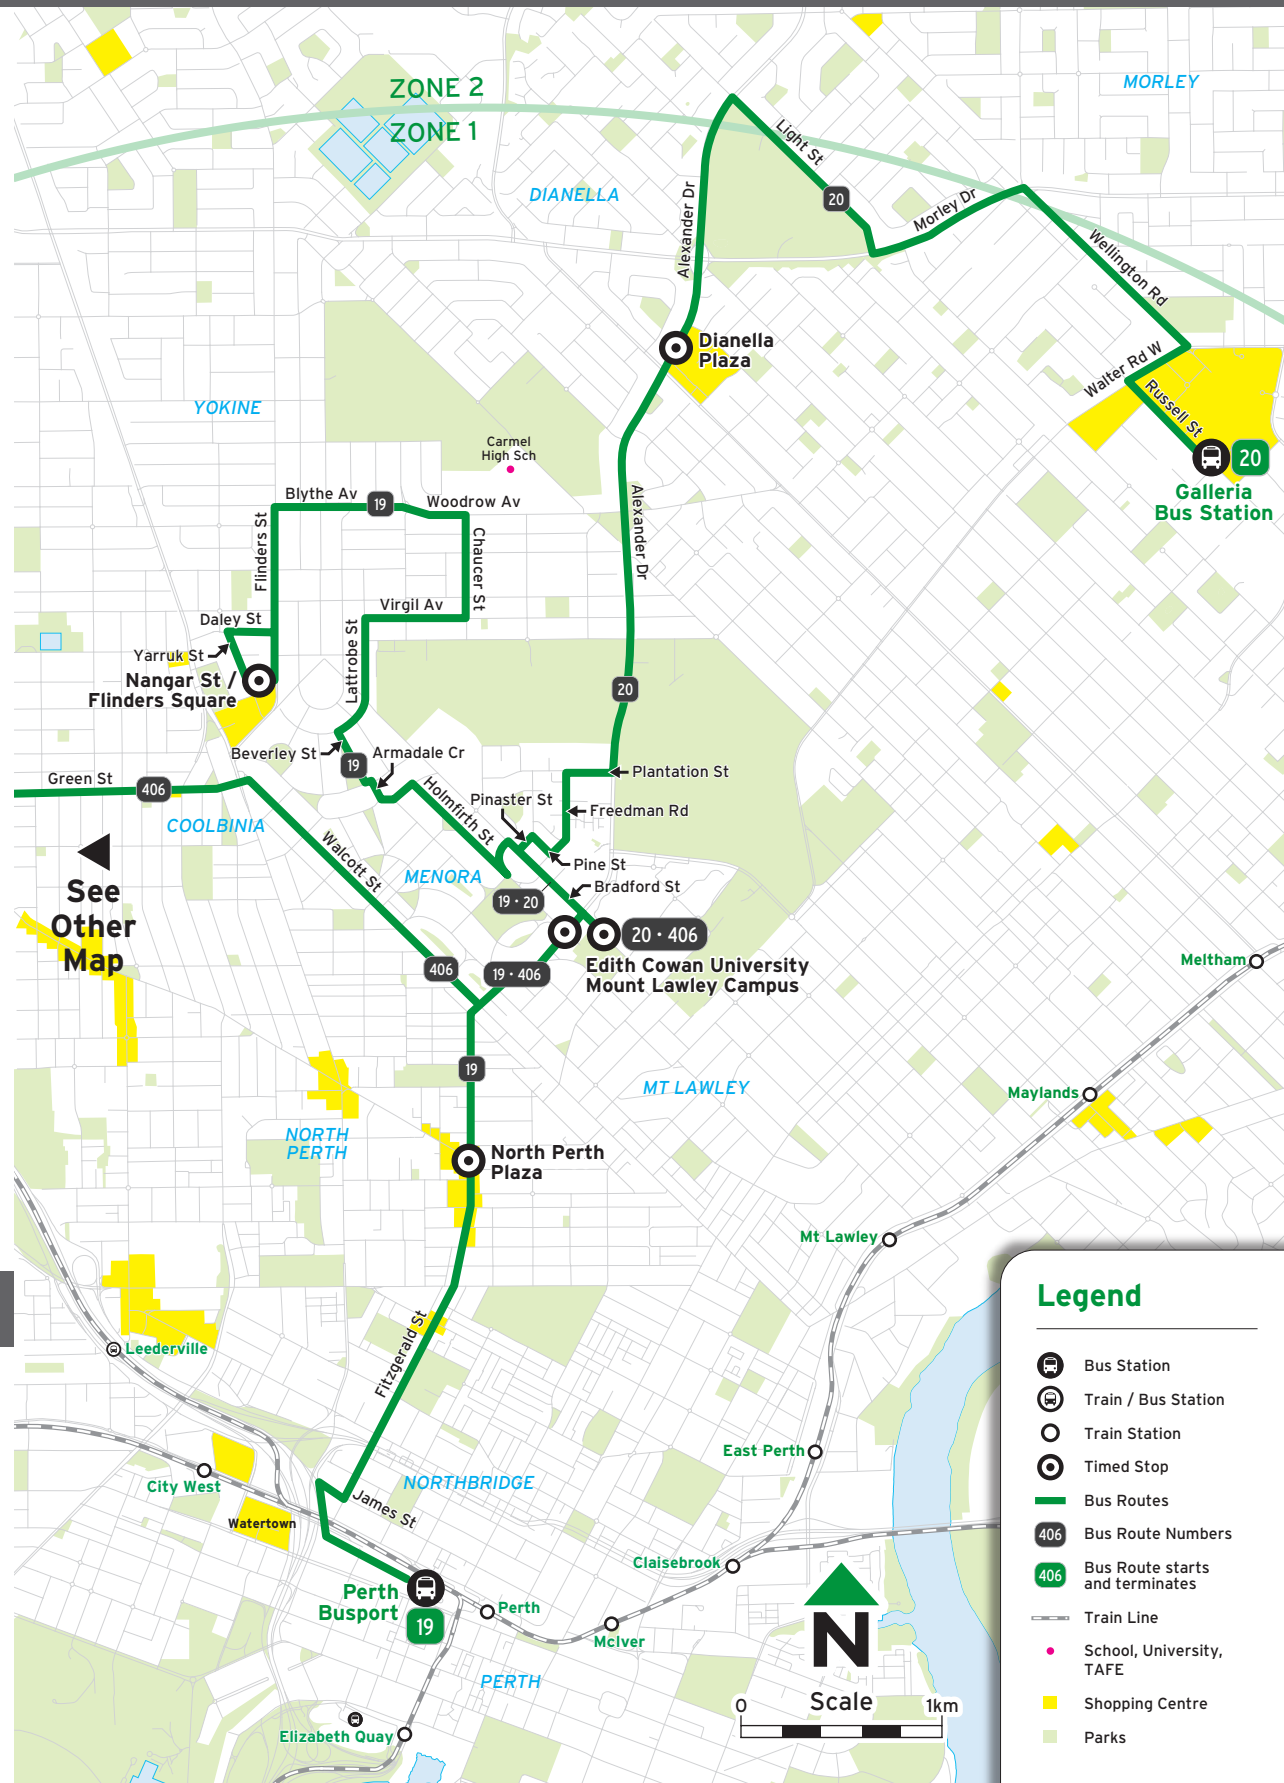 ZONE 2
ZONE 1
MORLEY
DIANELLA
Light St
20
Alexander Dr
Morley Dr
Wellington Rd
Dianella
Plaza
Walter Rd W
Russell St
20
Galleria
Bus Station
YOKINE
Carmel
High Sch
Blythe Av
19
Woodrow Av
Flinders St
Chaucer St
Alexander Dr
Daley St
Virgil Av
Lattrobe St
Yarruk St
Nangar St /
Flinders Square
20
Beverley St
19
Armadale Cr
Plantation St
Green St
406
Holmfirth St
Pinaster St
Freedman Rd
COOLBINIA
Walcott St
MENORA
Pine St
Bradford St
See
Other
Map
19 • 20
20 • 406
Edith Cowan University
Mount Lawley Campus
406
19 • 406
Meltham
19
MT LAWLEY
Maylands
NORTH
PERTH
North Perth
Plaza
Mt Lawley
Fitzgerald St
Leederville
East Perth
City West
NORTHBRIDGE
James St
Watertown
Claisebrook
Perth
Busport
19
Perth
McIver
PERTH
Elizabeth Quay
N
0
Scale
1km
Legend
Bus Station
Train / Bus Station
Train Station
Timed Stop
Bus Routes
406
Bus Route Numbers
406
Bus Route starts
and terminates
Train Line
School, University,
TAFE
Shopping Centre
Parks